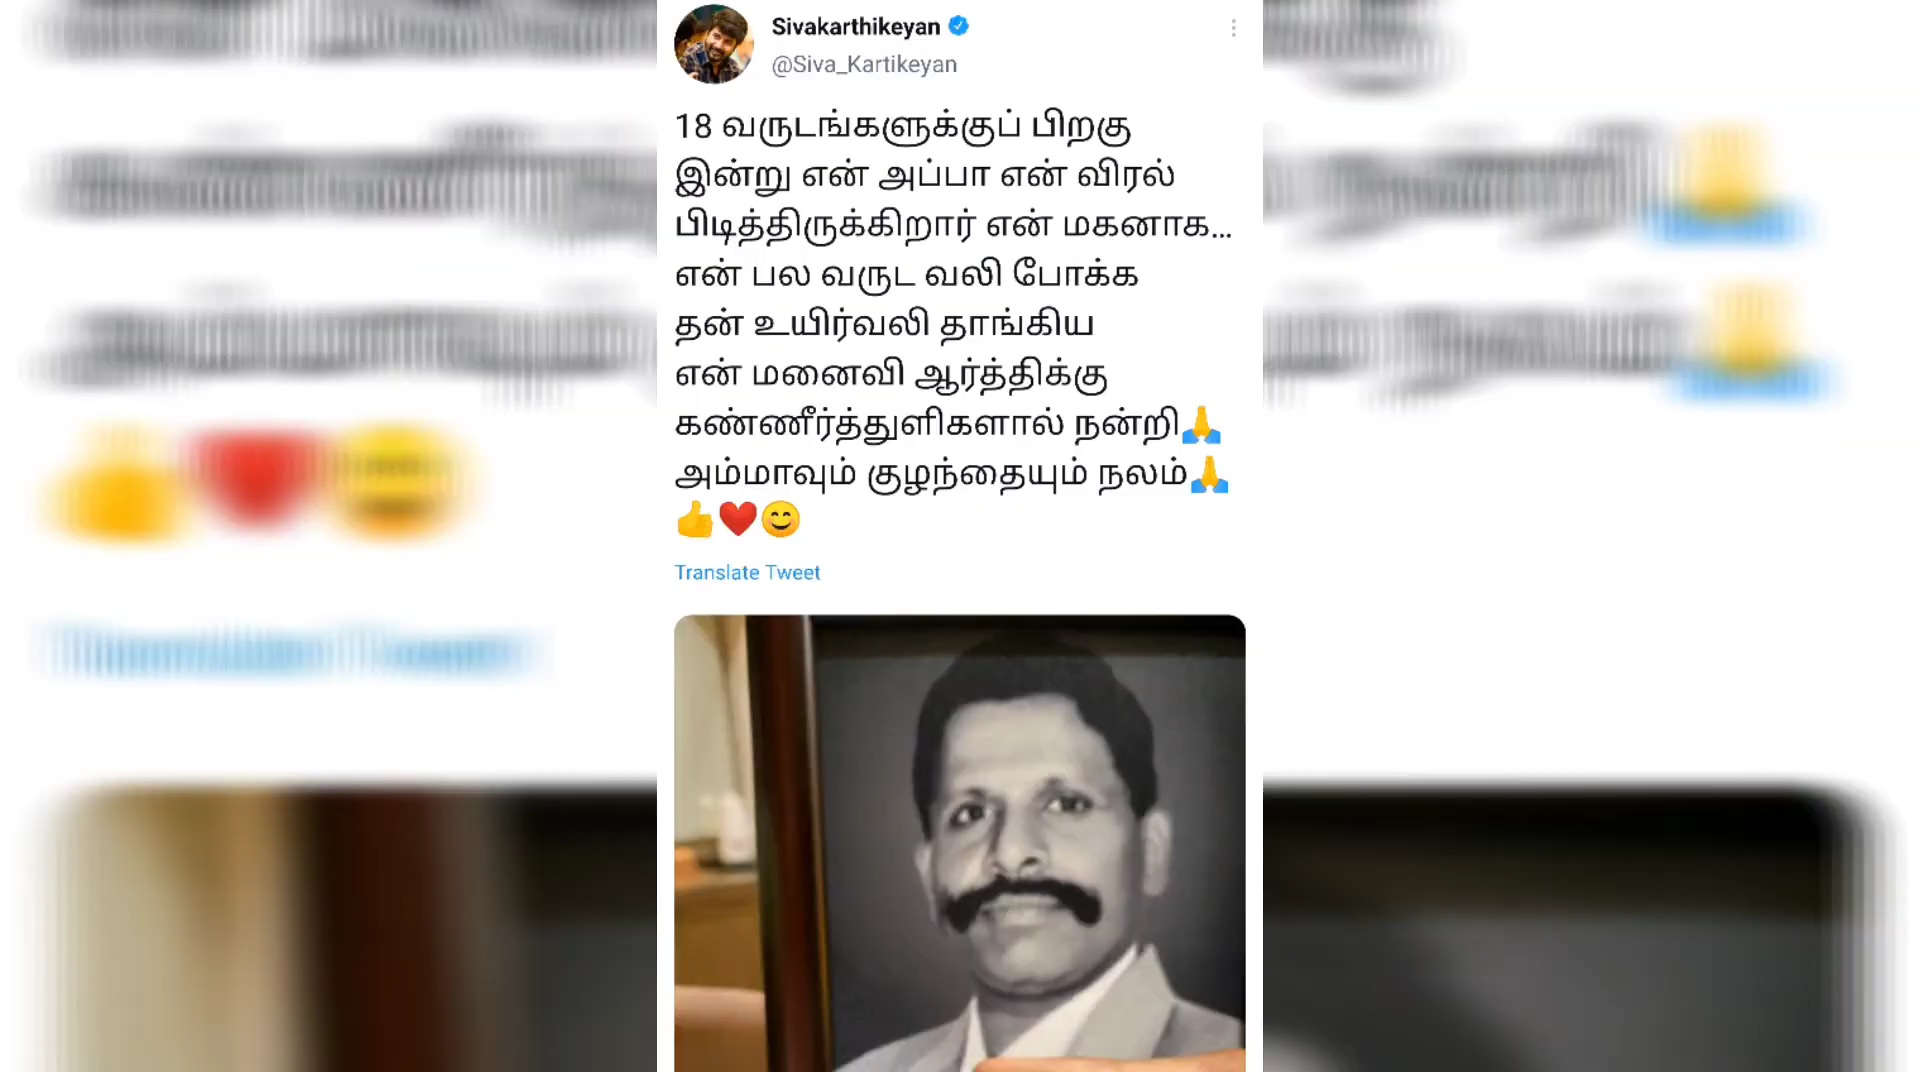 Sivakarthikeyan
@Siva_Kartikeyan
18 வருடங்களுக்குப் பிறகு
இன்று என் அப்பா என் விரல்
பிடித்திருக்கிறார் என் மகனாக...
என் பல வருட வலி போக்க
தன் உயிர்வலி தாங்கிய
என் மனைவி ஆர்த்திக்கு
கண்ணீர்த்துளிகளால் நன்றி🙏
அம்மாவும் குழந்தையும் நலம்🙏
👍❤️😊
Translate Tweet